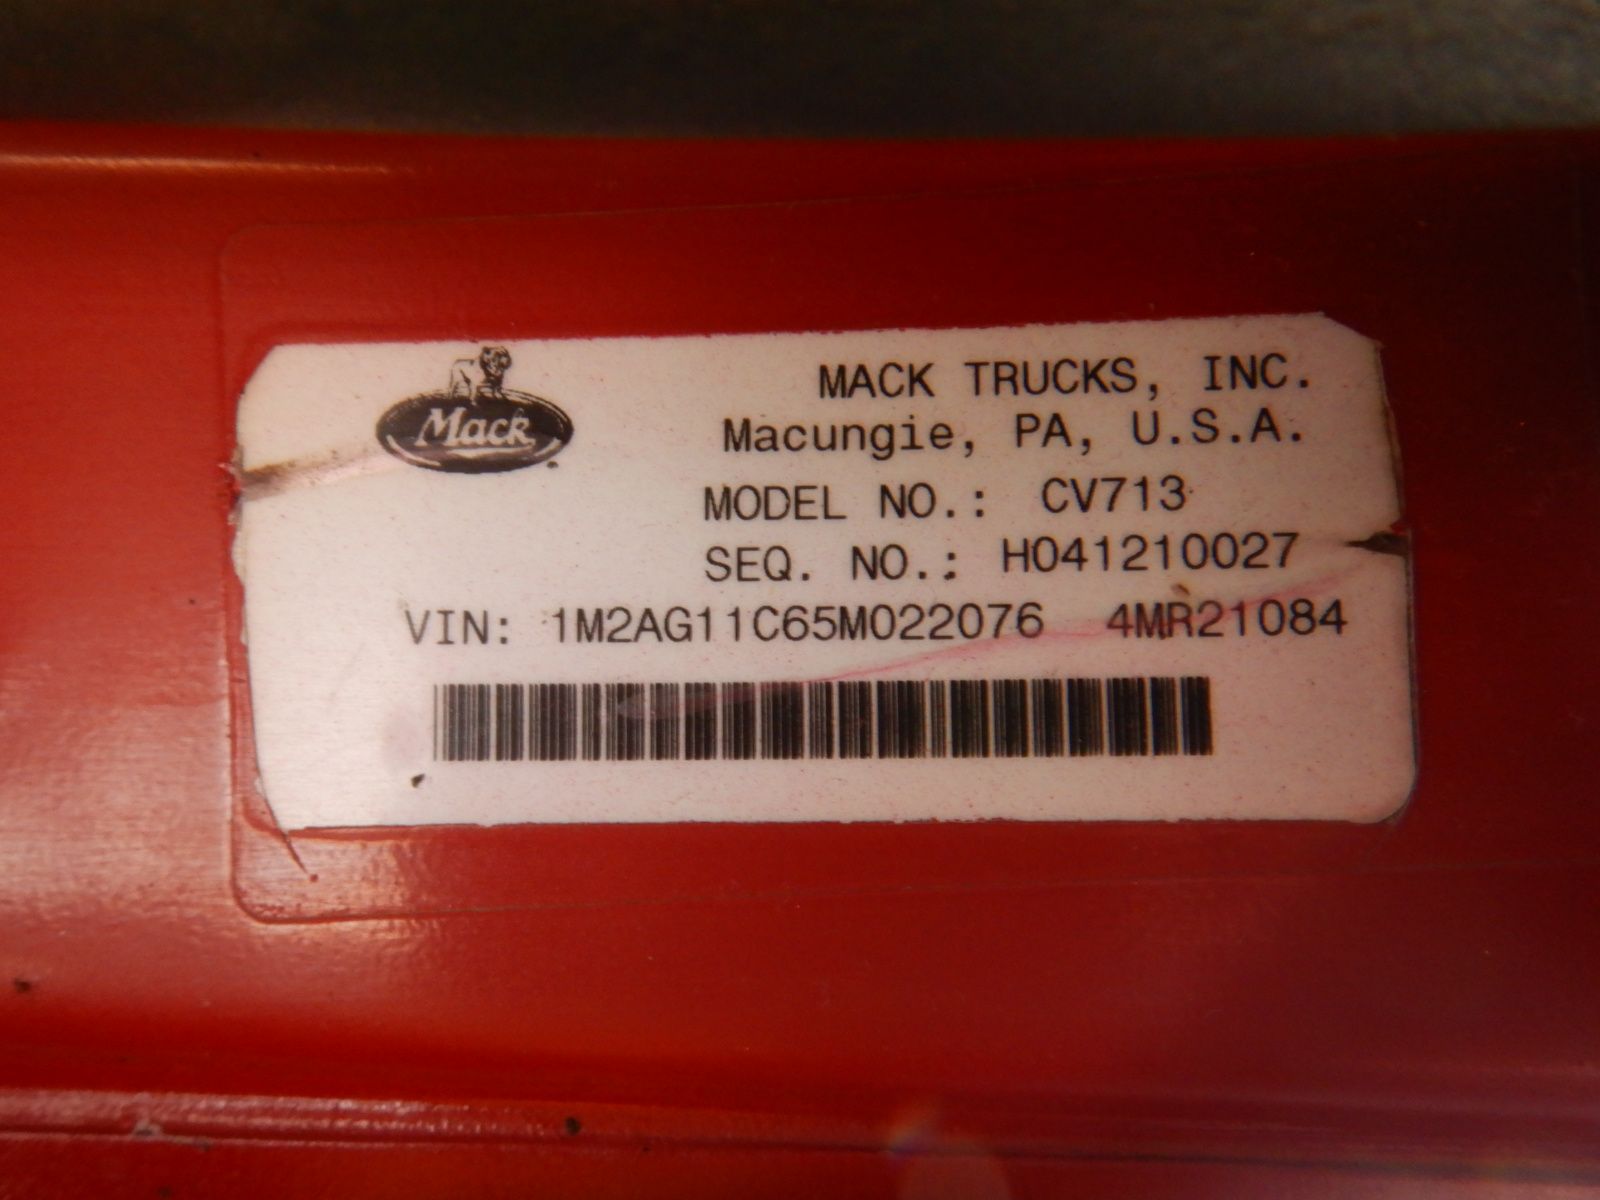 Mack
MACK TRUCKS, INC.
Macungie, PA, U.S.A.
MODEL NO.: CV713
SEQ. NO.: H041210027
VIN: 1M2AG11C65M022076 4MR21084